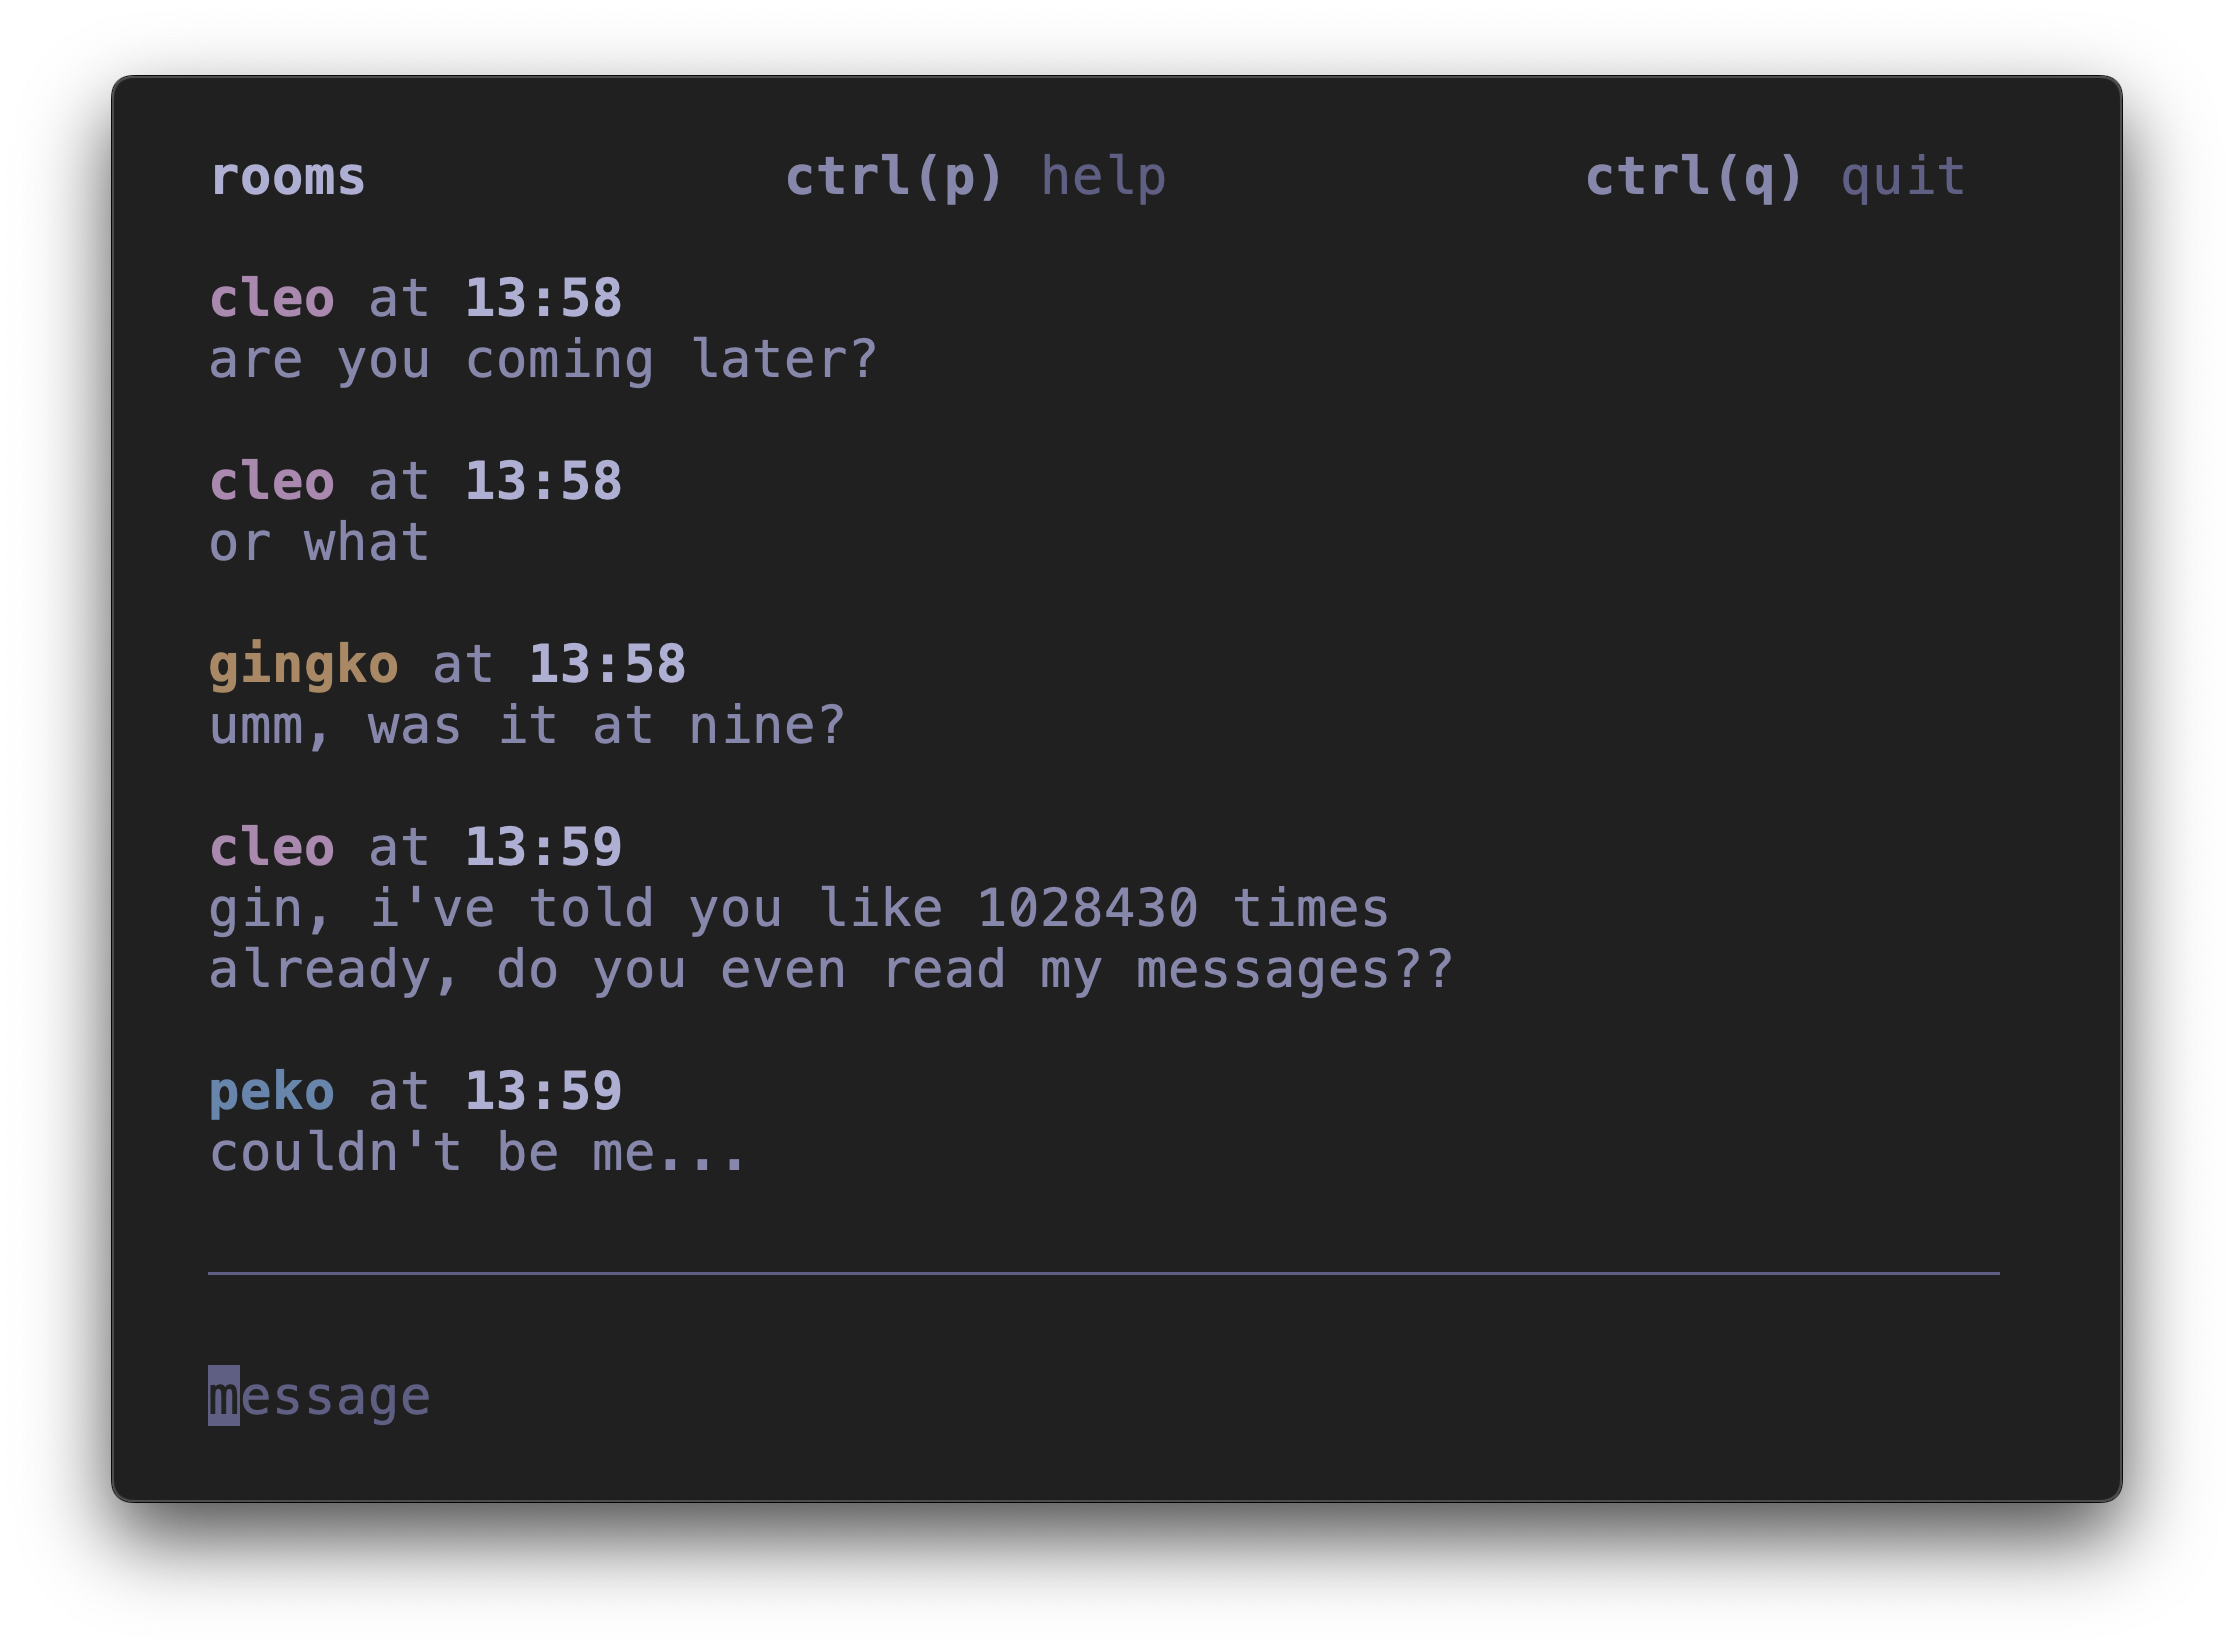 rooms ctrl(p) help ctrl(q) quit
cleo at 13:58
are you coming later?
cleo at 13:58
or what
gingko at 13:58
umm, was it at nine?
cleo at 13:59
gin, i've told you like 1028430 times
already, do you even read my messages??
peko at 13:59
couldn't be me...
message